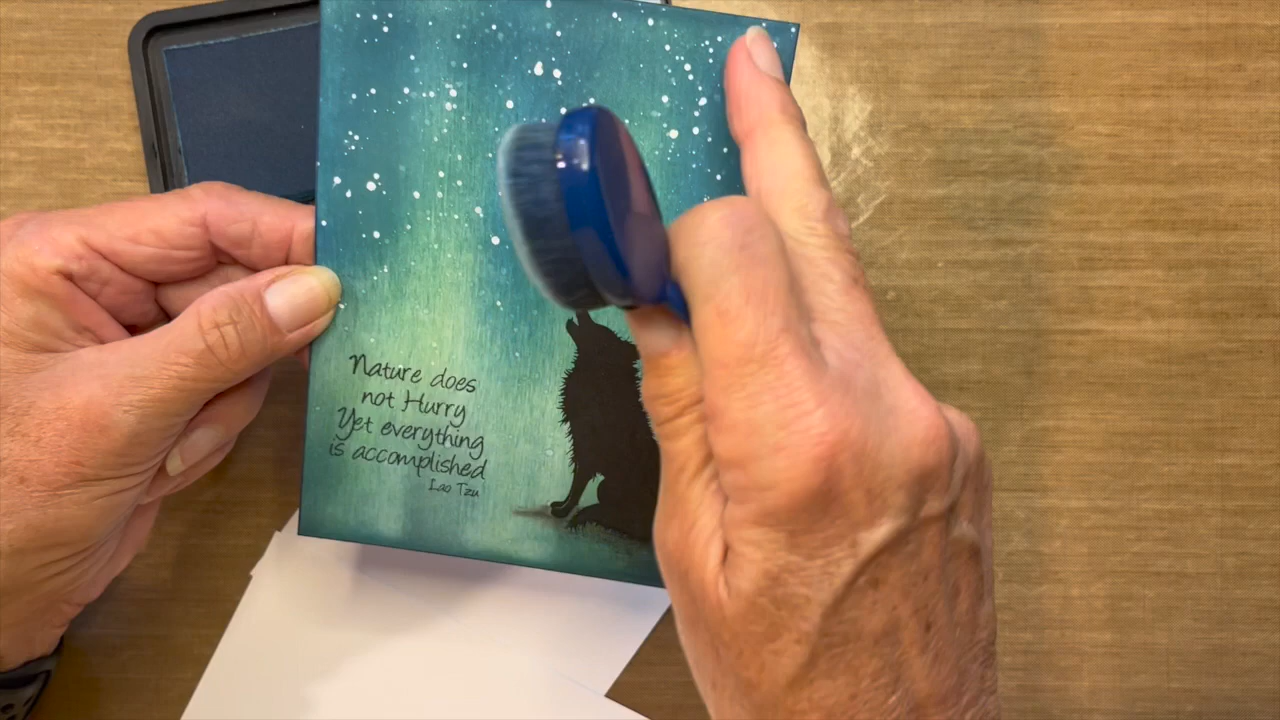 Nature does
not Hurry
Yet everything
is accomplished
Lao Tzu